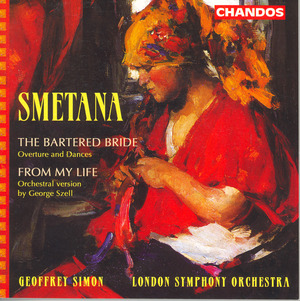 CHANDOS
SMETANA
THE BARTERED BRIDE
Overture and Dances
FROM MY LIFE
Orchestral version
by George Szell
GEOFFREY SIMON LONDON SYMPHONY ORCHESTRA